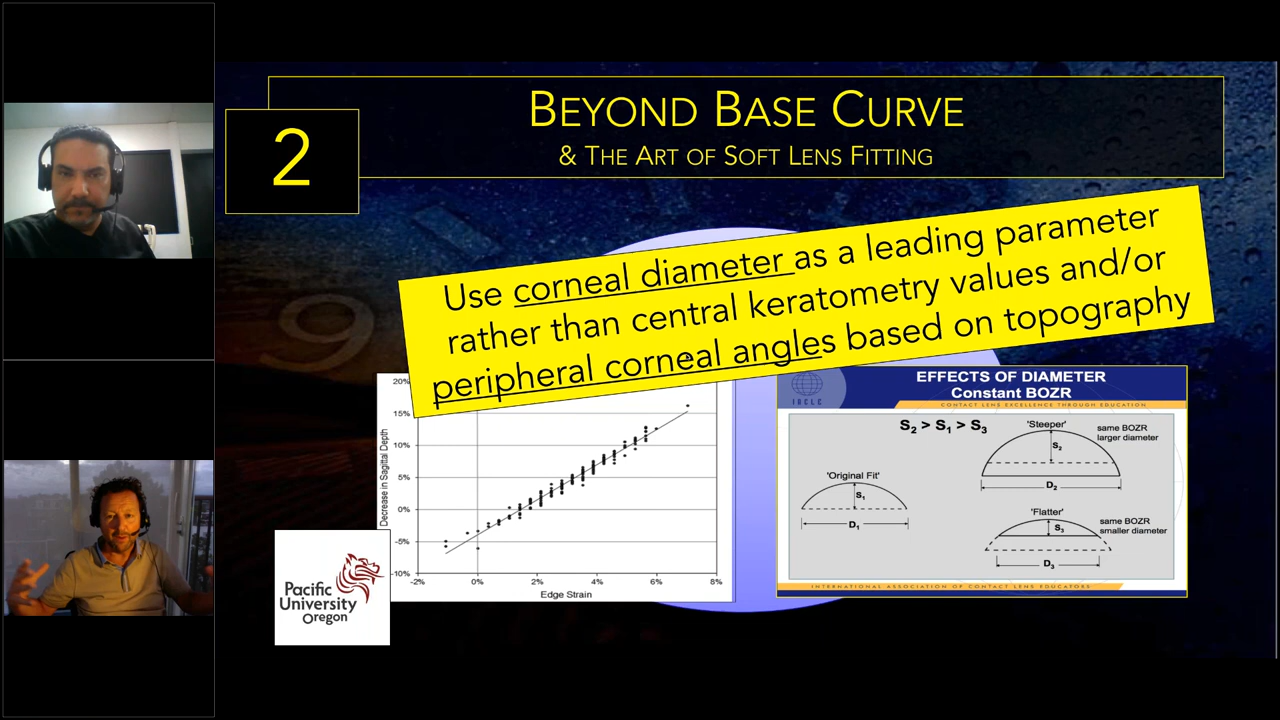 BEYOND BASE CURVE
& THE ART OF SOFT LENS FITTING
2
Use corneal diameter as a leading parameter
rather than central keratometry values and/or
peripheral corneal angles based on topography
20%
15%
10%
5%
0%
-5%
-10%
Decrease in Sagittal Depth
-2%
0%
2%
4%
6%
8%
Edge Strain
EFFECTS OF DIAMETER
Constant BOZR
IACLE
CONTACT LENS EXCELLENCE THROUGH EDUCATION
S2 > S1 > S3
'Original Fit'
S1
D1
'Steeper'
S2
same BOZR
larger diameter
D2
'Flatter'
S3
same BOZR
smaller diameter
D3
INTERNATIONAL ASSOCIATION OF CONTACT LENS EDUCATORS
Pacific
University
Oregon
9